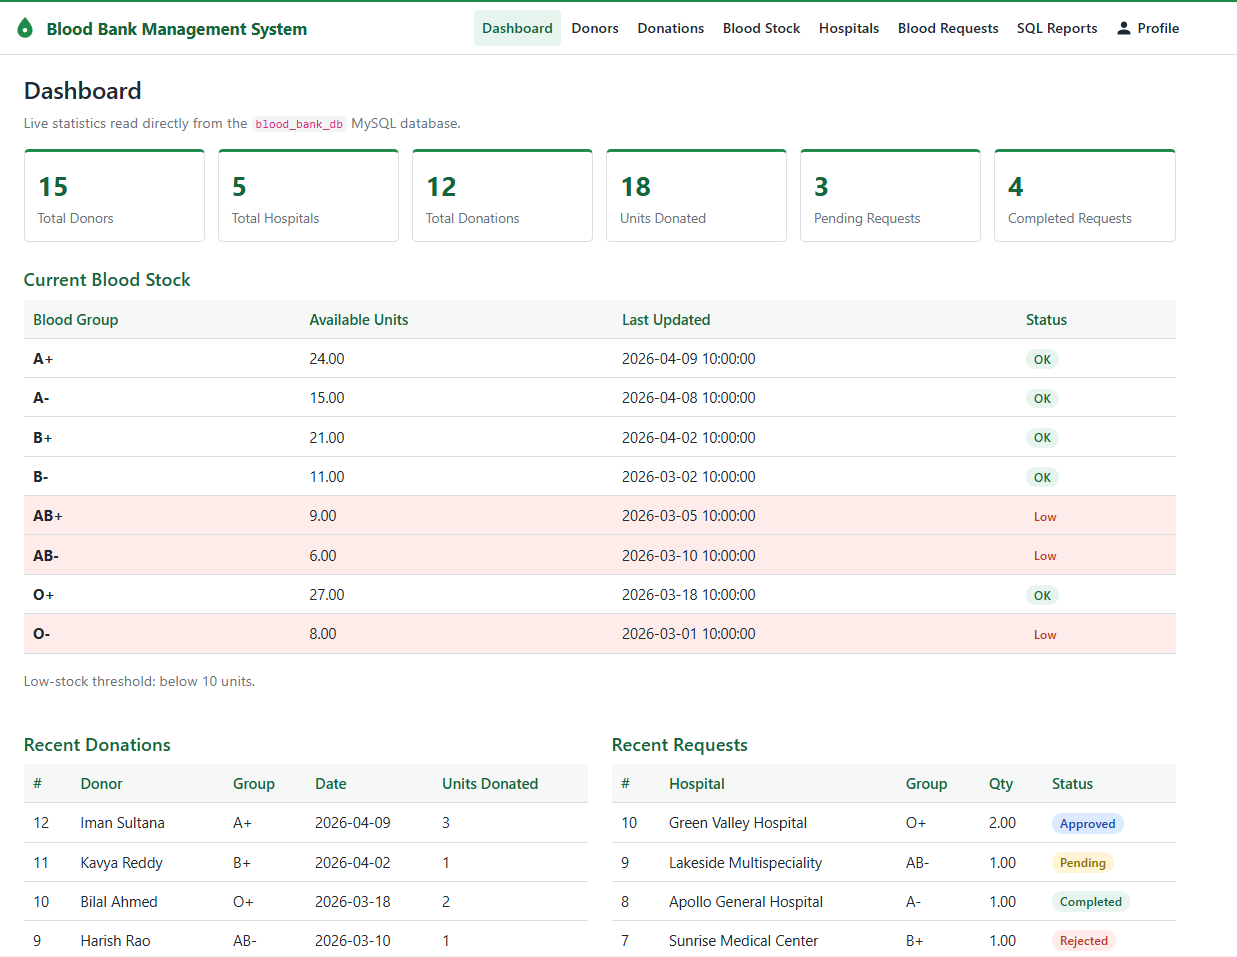 Blood Bank Management System
Dashboard Donors Donations Blood Stock Hospitals Blood Requests SQL Reports Profile
Dashboard
Live statistics read directly from the blood_bank_db MySQL database.
15 5 12 18 3 4
Total Donors Total Hospitals Total Donations Units Donated Pending Requests Completed Requests
Current Blood Stock
Blood Group Available Units Last Updated Status
A+ 24.00 2026-04-09 10:00:00 OK
A- 15.00 2026-04-08 10:00:00 OK
B+ 21.00 2026-04-02 10:00:00 OK
B- 11.00 2026-03-02 10:00:00 OK
AB+ 9.00 2026-03-05 10:00:00 Low
AB- 6.00 2026-03-10 10:00:00 Low
O+ 27.00 2026-03-18 10:00:00 OK
O- 8.00 2026-03-01 10:00:00 Low
Low-stock threshold: below 10 units.
Recent Donations
# Donor Group Date Units Donated
12 Iman Sultana A+ 2026-04-09 3
11 Kavya Reddy B+ 2026-04-02 1
10 Bilal Ahmed O+ 2026-03-18 2
9 Harish Rao AB- 2026-03-10 1
Recent Requests
# Hospital Group Qty Status
10 Green Valley Hospital O+ 2.00 Approved
9 Lakeside Multispeciality AB- 1.00 Pending
8 Apollo General Hospital A- 1.00 Completed
7 Sunrise Medical Center B+ 1.00 Rejected